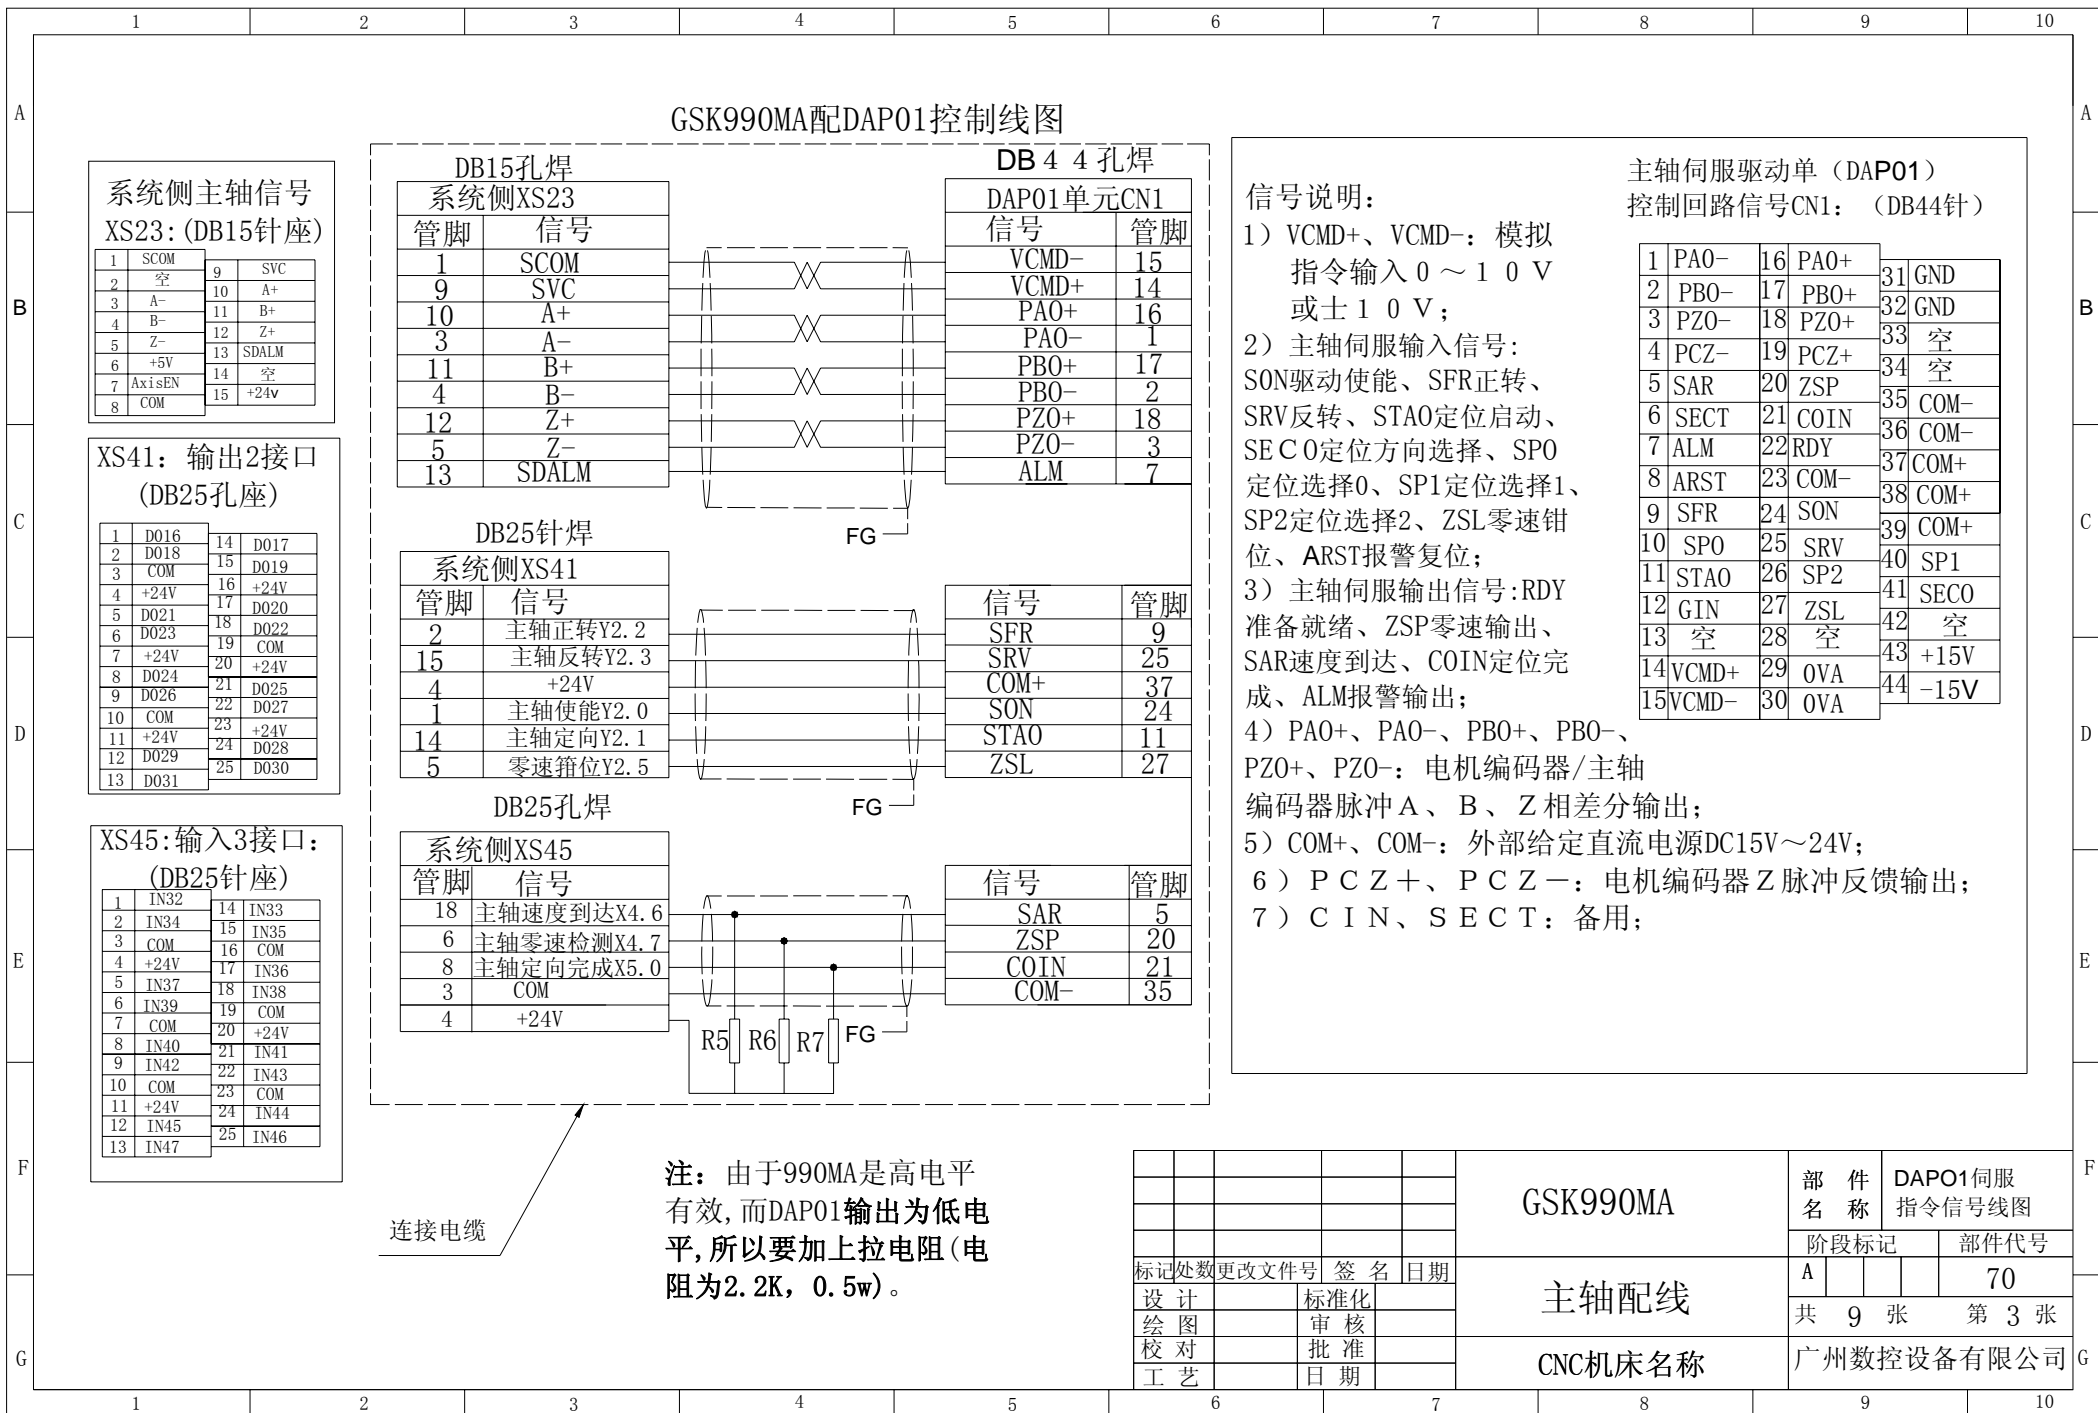 1 2 3 4 5 6 7 8 9 10
A B C D E F G
GSK990MA配DAP01控制线图
系统侧主轴信号
XS23:(DB15针座)
1 SCOM
2 空
3 A-
4 B-
5 Z-
6 +5V
7 AxisEN
8 COM
9 SVC
10 A+
11 B+
12 Z+
13 SDALM
14 空
15 +24v
XS41: 输出2接口
(DB25孔座)
1 D016
2 D018
3 COM
4 +24V
5 D021
6 D023
7 +24V
8 D024
9 D026
10 COM
11 +24V
12 D029
13 D031
14 D017
15 D019
16 +24V
17 D020
18 D022
19 COM
20 +24V
21 D025
22 D027
23 +24V
24 D028
25 D030
XS45:输入3接口:
(DB25针座)
1 IN32
2 IN34
3 COM
4 +24V
5 IN37
6 IN39
7 COM
8 IN40
9 IN42
10 COM
11 +24V
12 IN45
13 IN47
14 IN33
15 IN35
16 COM
17 IN36
18 IN38
19 COM
20 +24V
21 IN41
22 IN43
23 COM
24 IN44
25 IN46
DB15孔焊 DB４４孔焊
系统侧XS23 DAP01单元CN1
管脚 信号 信号 管脚
1 SCOM VCMD- 15
9 SVC VCMD+ 14
10 A+ PAO+ 16
3 A- PAO- 1
11 B+ PBO+ 17
4 B- PBO- 2
12 Z+ PZO+ 18
5 Z- PZO- 3
13 SDALM ALM 7
FG
DB25针焊
系统侧XS41
管脚 信号 信号 管脚
2 主轴正转Y2.2 SFR 9
15 主轴反转Y2.3 SRV 25
4 +24V COM+ 37
1 主轴使能Y2.0 SON 24
14 主轴定向Y2.1 STAO 11
5 零速箝位Y2.5 ZSL 27
FG
DB25孔焊
系统侧XS45
管脚 信号 信号 管脚
18 主轴速度到达X4.6 SAR 5
6 主轴零速检测X4.7 ZSP 20
8 主轴定向完成X5.0 COIN 21
3 COM COM- 35
4 +24V
R5 R6 R7 FG
连接电缆
注: 由于990MA是高电平
有效,而DAP01输出为低电
平,所以要加上拉电阻(电
阻为2.2K, 0.5w)。
信号说明:
1) VCMD+、VCMD-: 模拟
指令输入０～１０Ｖ
或士１０Ｖ;
2) 主轴伺服输入信号:
SON驱动使能、SFR正转、
SRV反转、STAO定位启动、
SECO定位方向选择、SPO
定位选择0、SP1定位选择1、
SP2定位选择2、ZSL零速钳
位、ARST报警复位;
3) 主轴伺服输出信号:RDY
准备就绪、ZSP零速输出、
SAR速度到达、COIN定位完
成、ALM报警输出;
4) PAO+、PAO-、PBO+、PBO-、
PZO+、PZO-: 电机编码器/主轴
编码器脉冲Ａ、Ｂ、Ｚ相差分输出;
5) COM+、COM-: 外部给定直流电源DC15V～24V;
６）ＰＣＺ＋、ＰＣＺ－: 电机编码器Ｚ脉冲反馈输出;
７）ＣＩＮ、ＳＥＣＴ: 备用;
主轴伺服驱动单（DAP01）
控制回路信号CN1: （DB44针）
1 PAO-
2 PBO-
3 PZO-
4 PCZ-
5 SAR
6 SECT
7 ALM
8 ARST
9 SFR
10 SPO
11 STAO
12 GIN
13 空
14 VCMD+
15 VCMD-
16 PAO+
17 PBO+
18 PZO+
19 PCZ+
20 ZSP
21 COIN
22 RDY
23 COM-
24 SON
25 SRV
26 SP2
27 ZSL
28 空
29 OVA
30 OVA
31 GND
32 GND
33 空
34 空
35 COM-
36 COM-
37 COM+
38 COM+
39 COM+
40 SP1
41 SECO
42 空
43 +15V
44 -15V
标记 处数 更改文件号 签 名 日期
设 计 标准化
绘 图 审 核
校 对 批 准
工 艺 日 期
GSK990MA
主轴配线
CNC机床名称
部 件
名 称
DAPO1伺服
指令信号线图
阶段标记 部件代号
A 70
共 9 张 第 3 张
广州数控设备有限公司
A B C D E F G
1 2 3 4 5 6 7 8 9 10